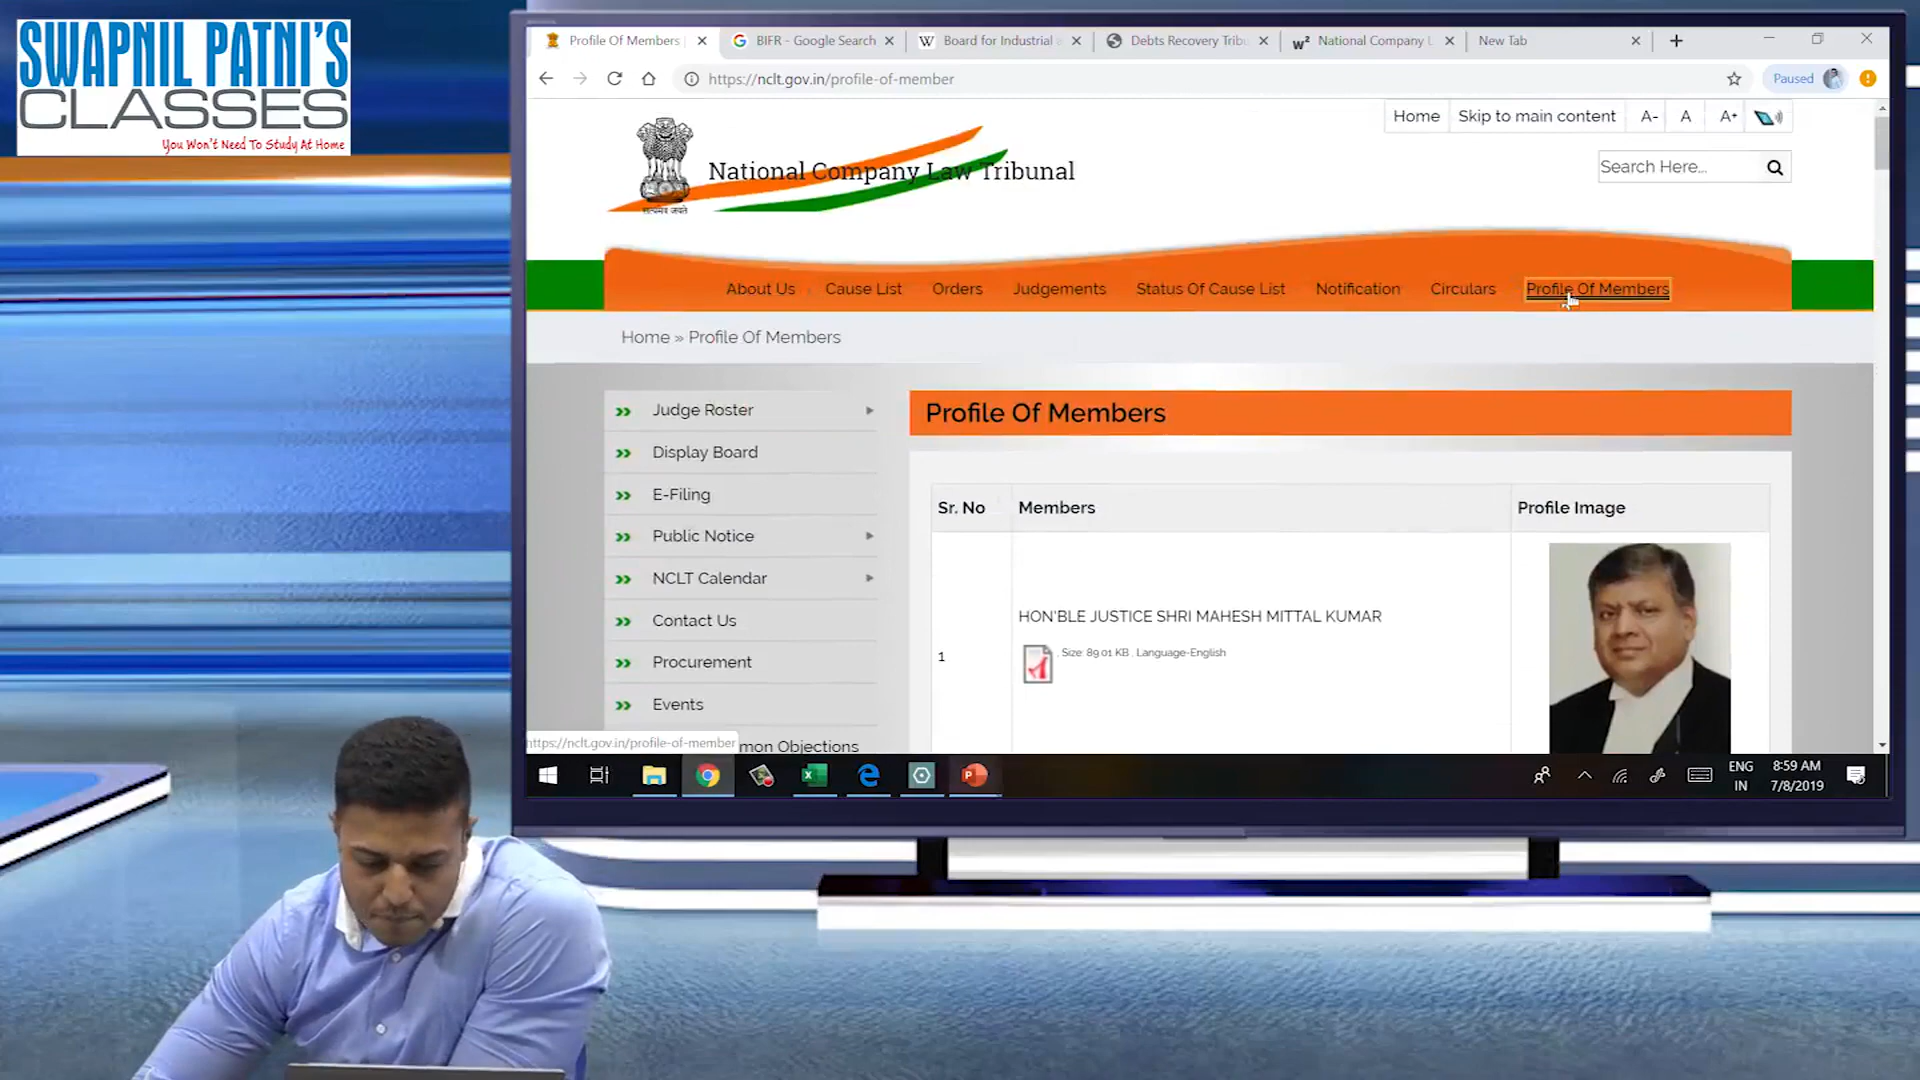 SWAPNIL PATNI'S
CLASSES
You Won't Need To Study At Home
Profile Of Members
BIFR - Google Search
Board for Industrial a
Debts Recovery Tribu
National Company L
New Tab
https://nclt.gov.in/profile-of-member
Paused
Home
Skip to main content
A-
A
A+
National Company Law Tribunal
सत्यमेव जयते
Search Here...
About Us
Cause List
Orders
Judgements
Status Of Cause List
Notification
Circulars
Profile Of Members
Home » Profile Of Members
Judge Roster
Display Board
E-Filing
Public Notice
NCLT Calendar
Contact Us
Procurement
Events
mon Objections
Profile Of Members
Sr. No
Members
Profile Image
1
HON'BLE JUSTICE SHRI MAHESH MITTAL KUMAR
, Size: 89.01 KB , Language-English
https://nclt.gov.in/profile-of-member
ENG
IN
8:59 AM
7/8/2019